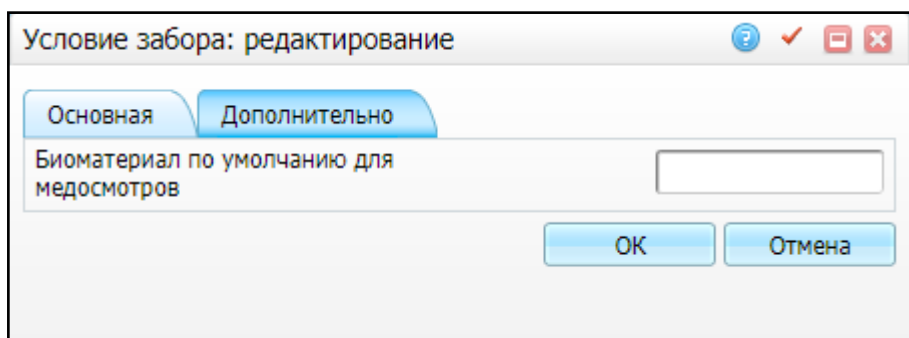 Условие забора: редактирование
Основная Дополнительно
Биоматериал по умолчанию для
медосмотров
ОК Отмена